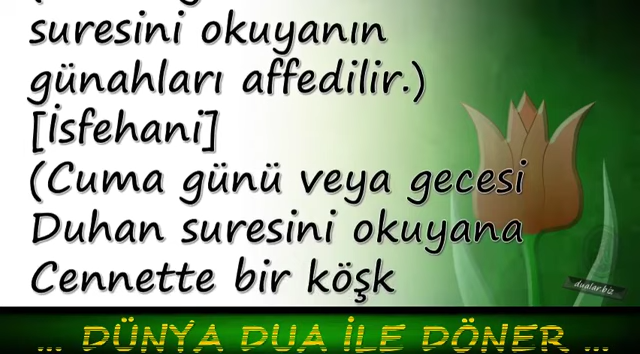 suresini okuyanın
günahları affedilir.)
[İsfehani]
(Cuma günü veya gecesi
Duhan suresini okuyana
Cennette bir köşk
dualar.biz
... DÜNYA DUA İLE DÖNER ...